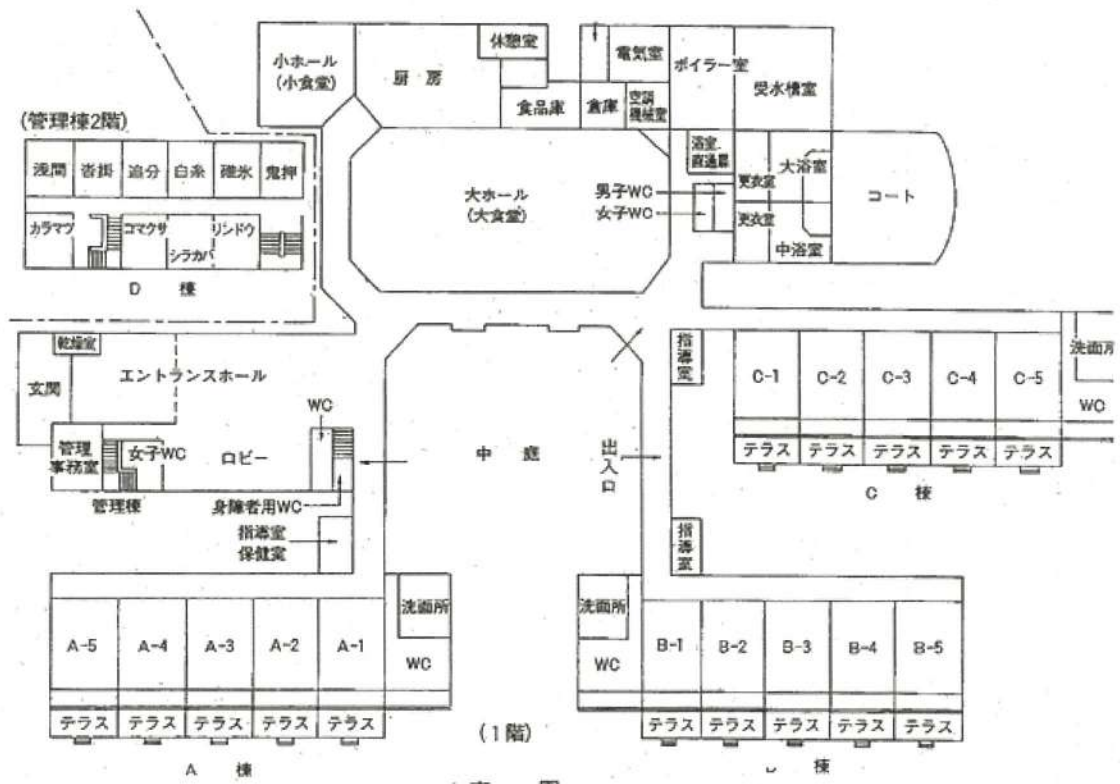 小ホール
(小食堂)
厨房
休憩室
食品庫
倉庫
電気室
空調
機械室
ボイラー室
受水槽室
(管理棟2階)
浅間
沓掛
追分
白糸
碓氷
鬼押
カラマツ
コマクサ
シラカバ
リンドウ
D 棟
大ホール
(大食堂)
浴室
男子WC
女子WC
更衣室
更衣室
大浴室
中浴室
コート
乾燥室
玄関
エントランスホール
WC
管理
事務室
女子WC
ロビー
管理棟
身障者用WC
指導室
保健室
中庭
出入口
指導室
指導室
C-1
C-2
C-3
C-4
C-5
洗面所
WC
テラス
テラス
テラス
テラス
テラス
C 棟
A-5
A-4
A-3
A-2
A-1
洗面所
WC
テラス
テラス
テラス
テラス
テラス
A 棟
(1階)
洗面所
WC
B-1
B-2
B-3
B-4
B-5
テラス
テラス
テラス
テラス
テラス
棟